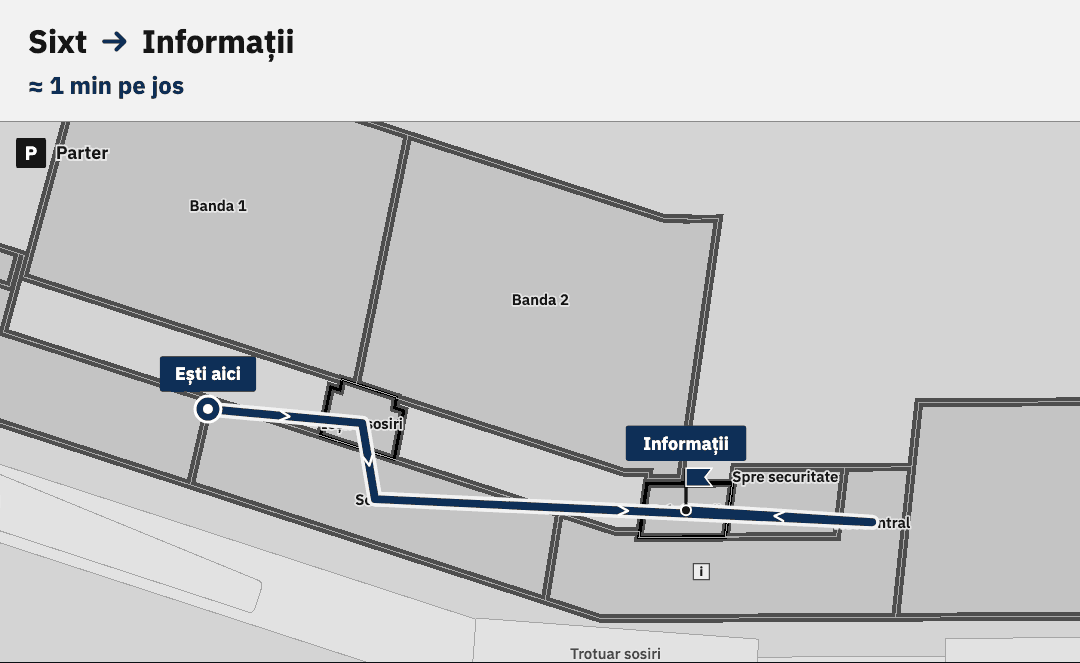 Sixt → Informații
≈ 1 min pe jos
P Parter
Banda 1
Banda 2
Ești aici
sosiri
Informații
Spre securitate
i
Trotuar sosiri